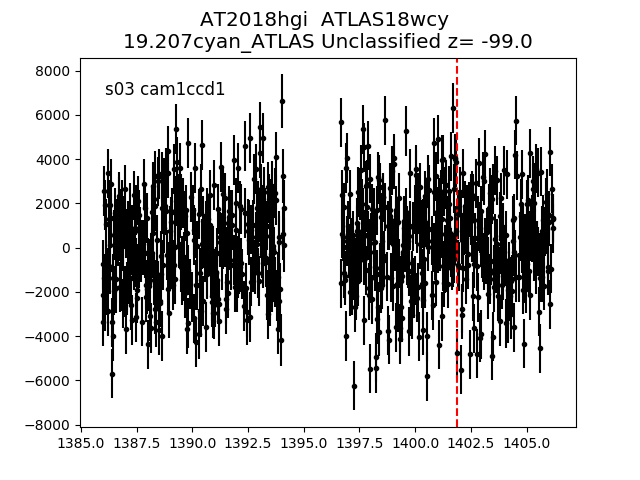 AT2018hgi  ATLAS18wcy
19.207cyan_ATLAS Unclassified z= -99.0
s03 cam1ccd1
8000
6000
4000
2000
0
−2000
−4000
−6000
−8000
1385.0 1387.5 1390.0 1392.5 1395.0 1397.5 1400.0 1402.5 1405.0